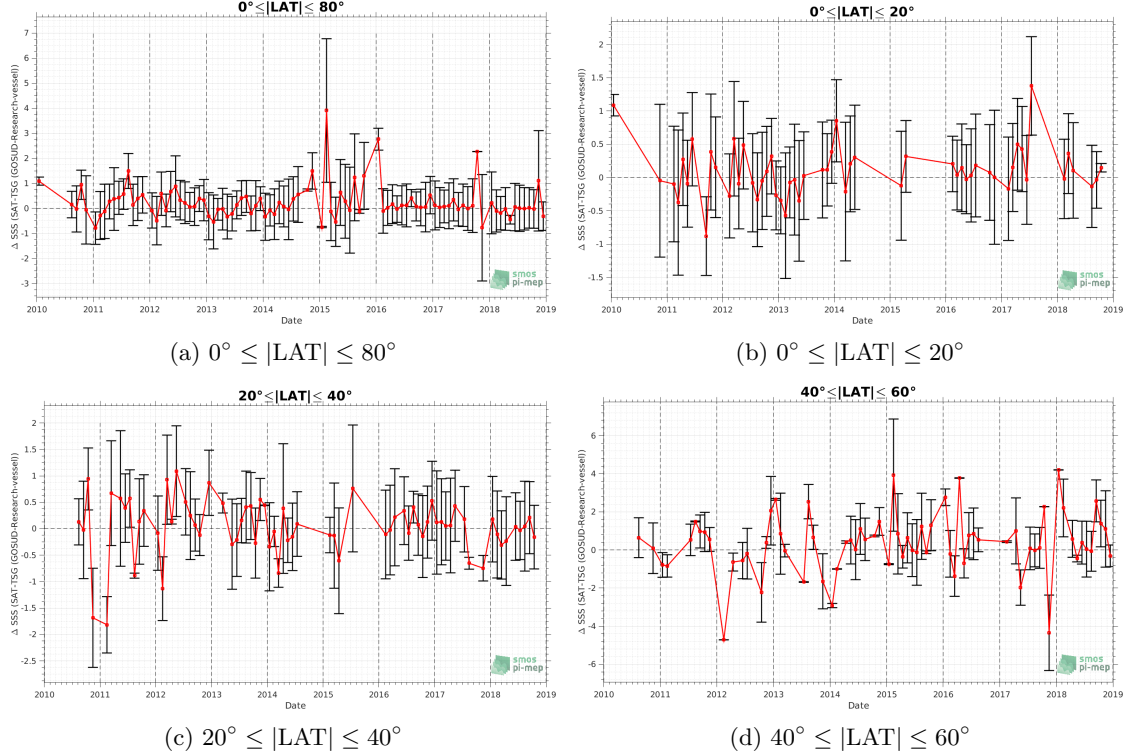 0°≤|LAT|≤ 80°
Δ SSS (SAT-TSG (GOSUD-Research-vessel))
7
6
5
4
3
2
1
0
-1
-2
-3
2010 2011 2012 2013 2014 2015 2016 2017 2018 2019
Date
smos
pi-mep
(a) 0° ≤ |LAT| ≤ 80°
0°≤|LAT|≤ 20°
Δ SSS (SAT-TSG (GOSUD-Research-vessel))
2
1.5
1
0.5
0
-0.5
-1
-1.5
2010 2011 2012 2013 2014 2015 2016 2017 2018 2019
Date
smos
pi-mep
(b) 0° ≤ |LAT| ≤ 20°
20°≤|LAT|≤ 40°
Δ SSS (SAT-TSG (GOSUD-Research-vessel))
2
1.5
1
0.5
0
-0.5
-1
-1.5
-2
-2.5
2010 2011 2012 2013 2014 2015 2016 2017 2018 2019
Date
smos
pi-mep
(c) 20° ≤ |LAT| ≤ 40°
40°≤|LAT|≤ 60°
Δ SSS (SAT-TSG (GOSUD-Research-vessel))
6
4
2
0
-2
-4
-6
2010 2011 2012 2013 2014 2015 2016 2017 2018 2019
Date
smos
pi-mep
(d) 40° ≤ |LAT| ≤ 60°